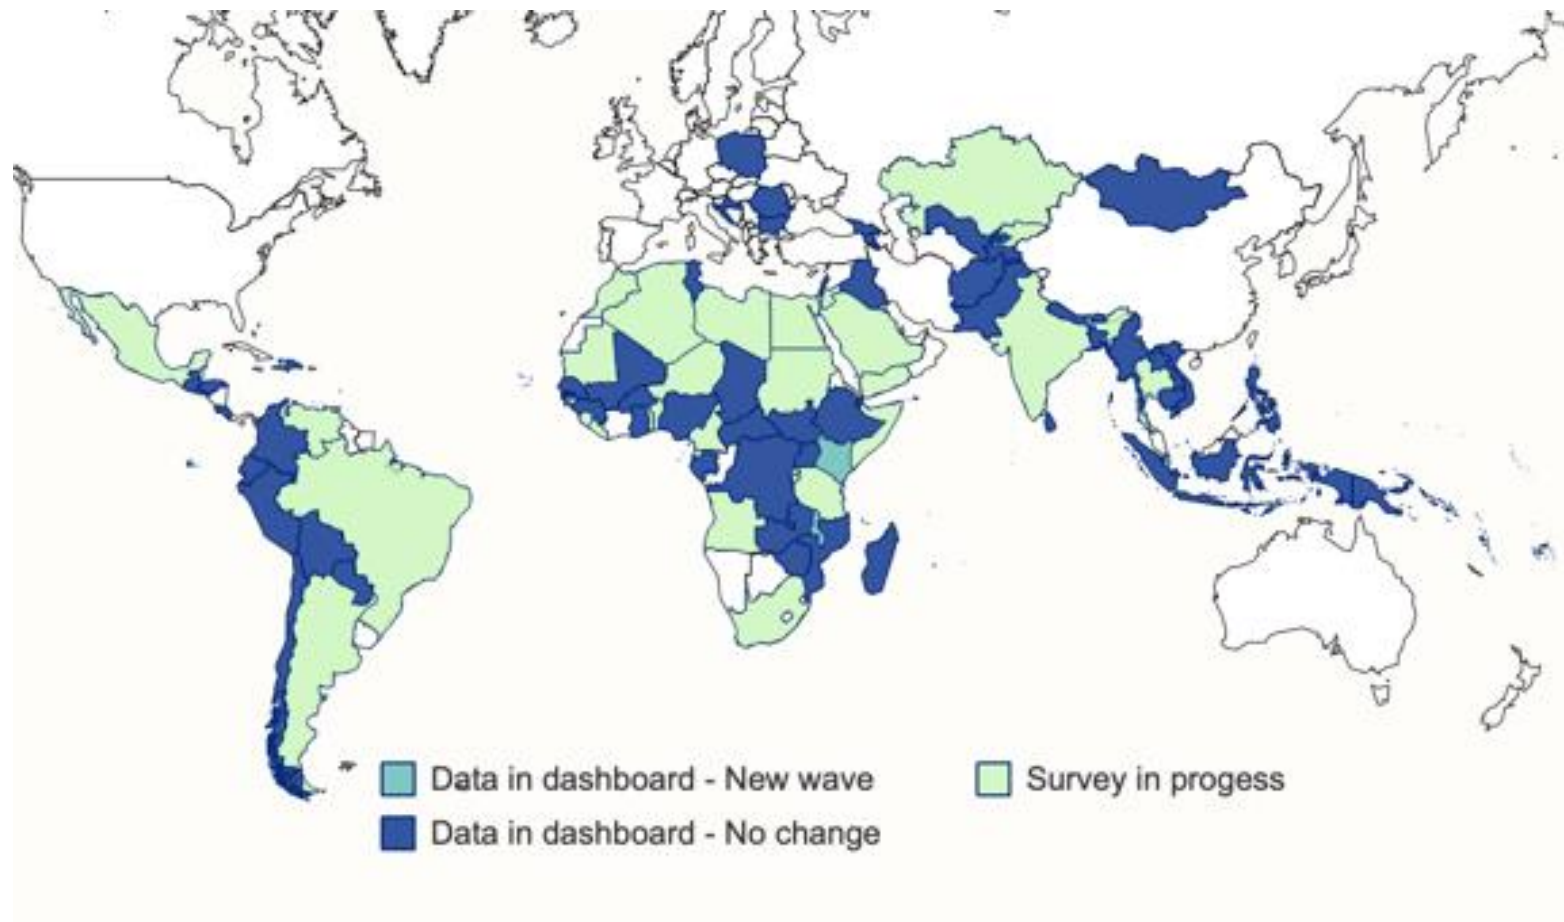 Data in dashboard - New wave
Survey in progess
Data in dashboard - No change